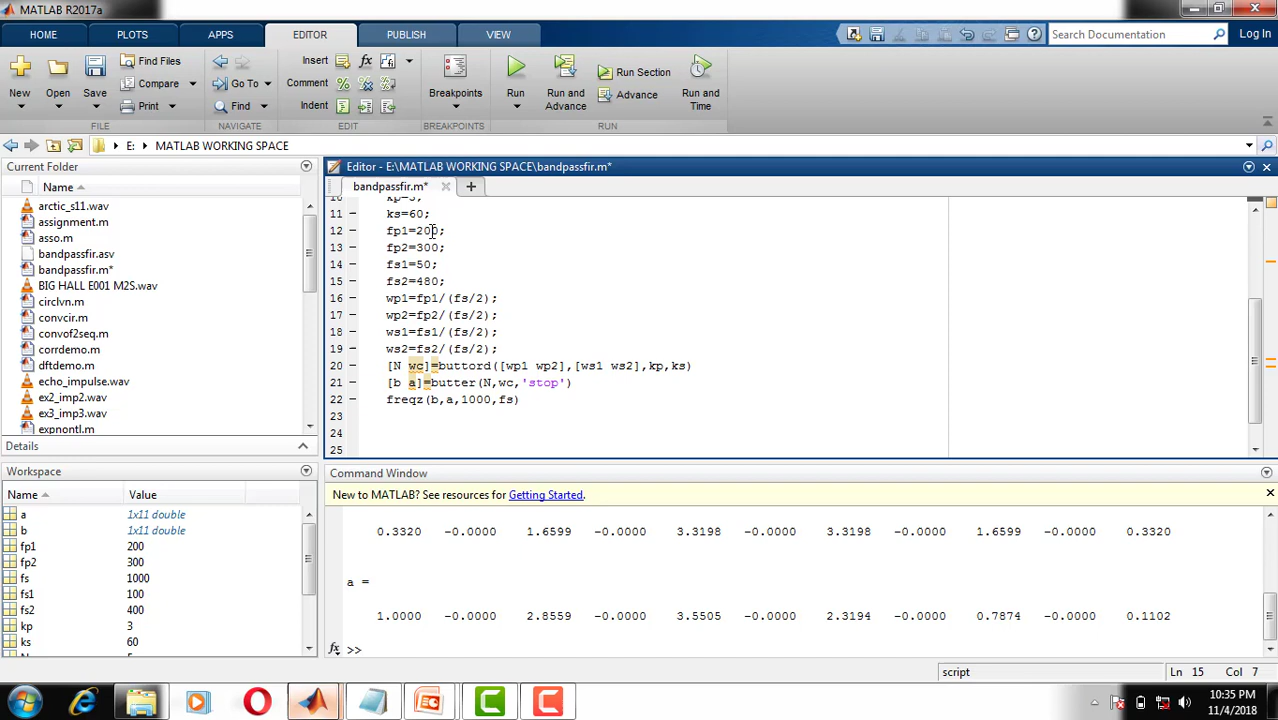 MATLAB R2017a
HOME PLOTS APPS EDITOR PUBLISH VIEW Search Documentation Log In
New Open Save Find Files Compare Print
Go To Find
Insert fx
Comment %
Indent
Breakpoints
Run Run and Advance Run Section Advance Run and Time
FILE NAVIGATE EDIT BREAKPOINTS RUN
E: MATLAB WORKING SPACE
Current Folder
Name
arctic_s11.wav
assignment.m
asso.m
bandpassfir.asv
bandpassfir.m*
BIG HALL E001 M2S.wav
circlvn.m
convcir.m
convof2seq.m
corrdemo.m
dftdemo.m
echo_impulse.wav
ex2_imp2.wav
ex3_imp3.wav
expnontl.m
Details
Workspace
Name Value
a 1x11 double
b 1x11 double
fp1 200
fp2 300
fs 1000
fs1 100
fs2 400
kp 3
ks 60
N 5
Editor - E:\MATLAB WORKING SPACE\bandpassfir.m*
bandpassfir.m*
10 kp=3;
11 ks=60;
12 fp1=200;
13 fp2=300;
14 fs1=50;
15 fs2=480;
16 wp1=fp1/(fs/2);
17 wp2=fp2/(fs/2);
18 ws1=fs1/(fs/2);
19 ws2=fs2/(fs/2);
20 [N wc]=buttord([wp1 wp2],[ws1 ws2],kp,ks)
21 [b a]=butter(N,wc,'stop')
22 freqz(b,a,1000,fs)
23
24
25
Command Window
New to MATLAB? See resources for Getting Started.
0.3320 -0.0000 1.6599 -0.0000 3.3198 -0.0000 3.3198 -0.0000 1.6599 -0.0000 0.3320
a =
1.0000 -0.0000 2.8559 -0.0000 3.5505 -0.0000 2.3194 -0.0000 0.7874 -0.0000 0.1102
fx >>
script Ln 15 Col 7
10:35 PM
11/4/2018